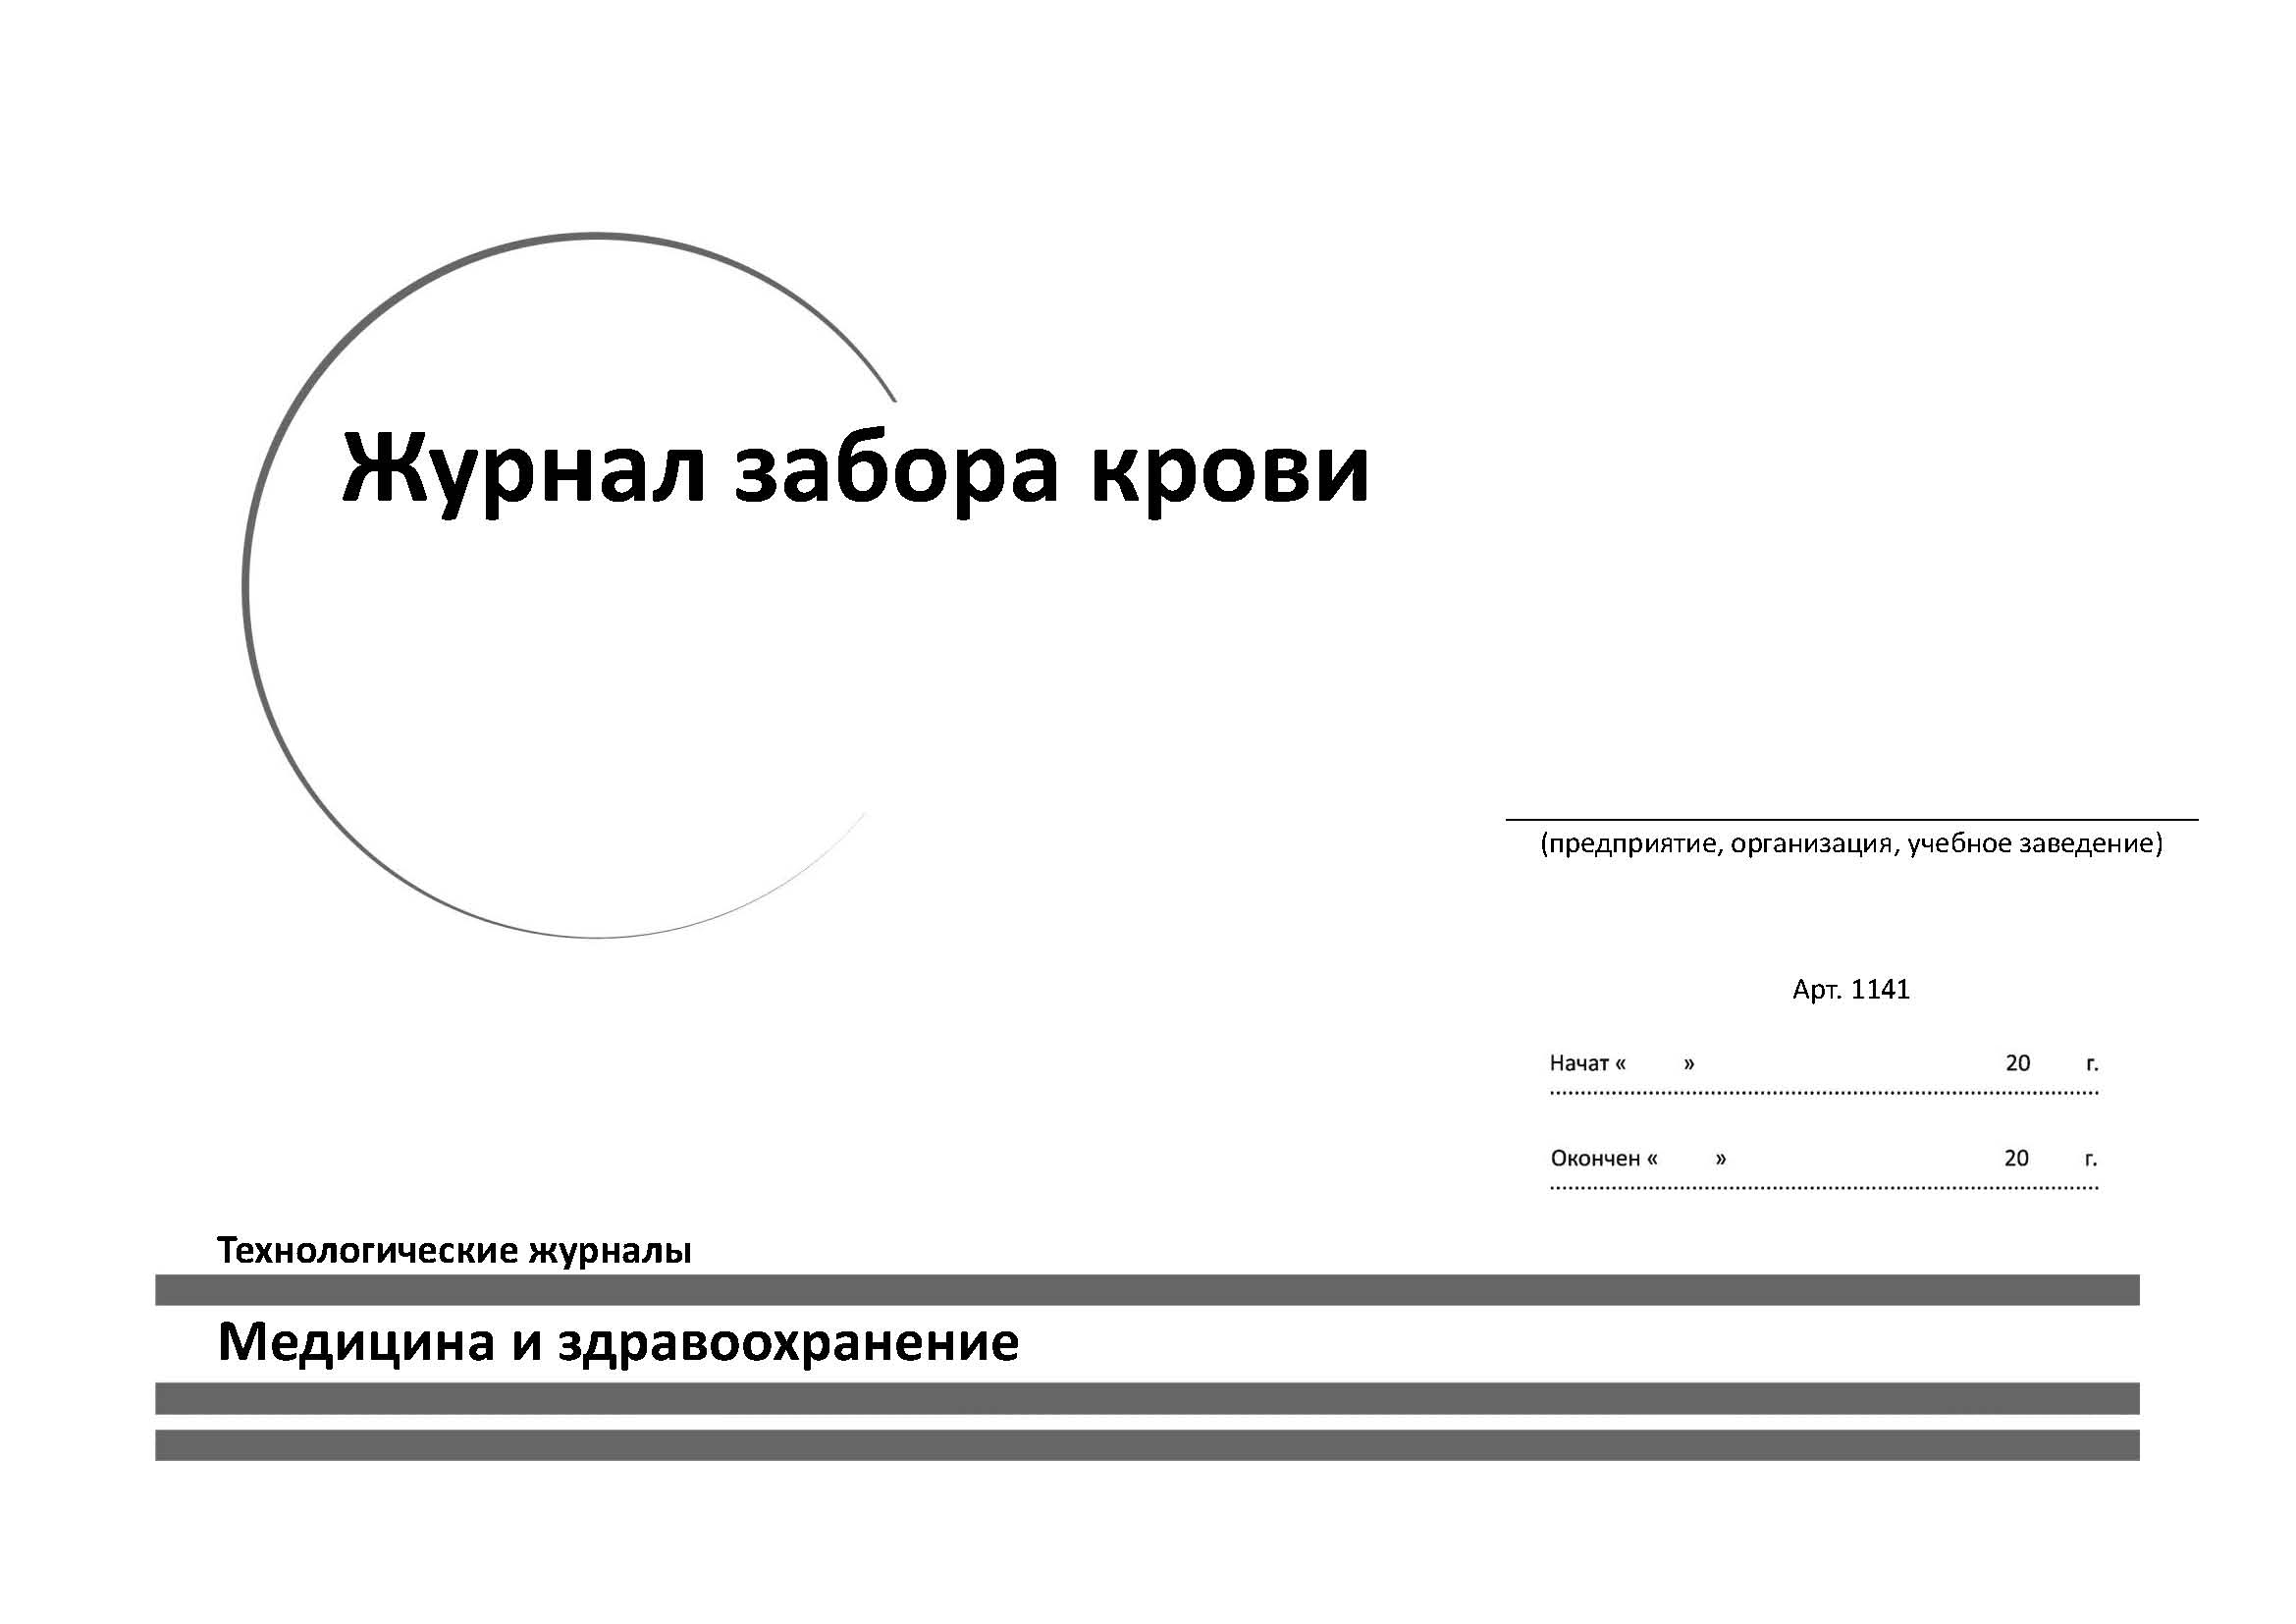 Журнал забора крови
(предприятие, организация, учебное заведение)
Арт. 1141
Начат « » 20 г.
Окончен « » 20 г.
Технологические журналы
Медицина и здравоохранение